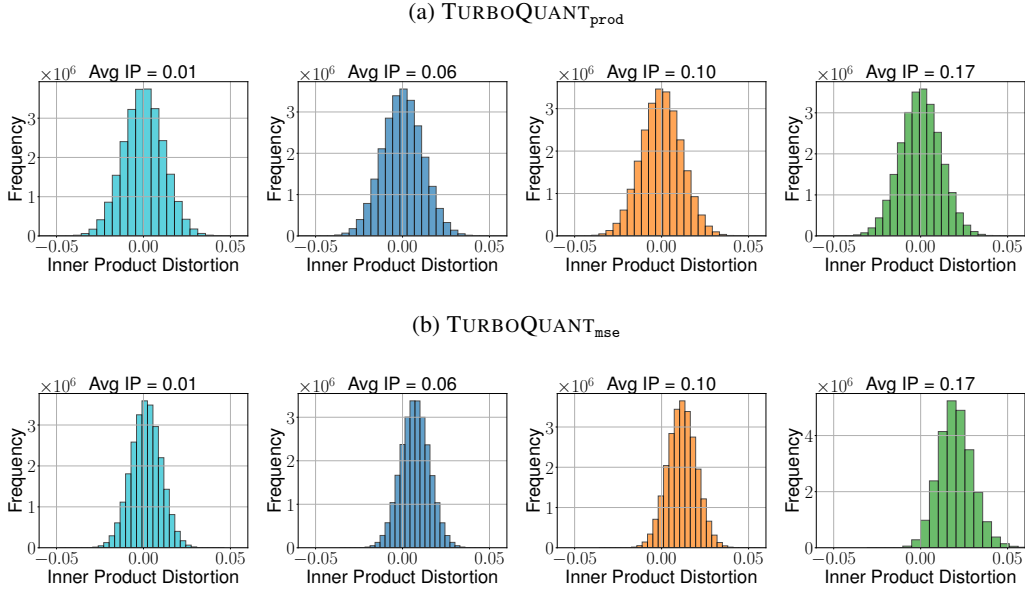 (a) TURBOQUANTprod
×10⁶ Avg IP = 0.01
Frequency
3
2
1
0
−0.05 0.00 0.05
Inner Product Distortion
×10⁶ Avg IP = 0.06
Frequency
3
2
1
0
−0.05 0.00 0.05
Inner Product Distortion
×10⁶ Avg IP = 0.10
Frequency
3
2
1
0
−0.05 0.00 0.05
Inner Product Distortion
×10⁶ Avg IP = 0.17
Frequency
3
2
1
0
−0.05 0.00 0.05
Inner Product Distortion
(b) TURBOQUANTmse
×10⁶ Avg IP = 0.01
Frequency
3
2
1
0
−0.05 0.00 0.05
Inner Product Distortion
×10⁶ Avg IP = 0.06
Frequency
3
2
1
0
−0.05 0.00 0.05
Inner Product Distortion
×10⁶ Avg IP = 0.10
Frequency
3
2
1
0
−0.05 0.00 0.05
Inner Product Distortion
×10⁶ Avg IP = 0.17
Frequency
4
2
0
−0.05 0.00 0.05
Inner Product Distortion